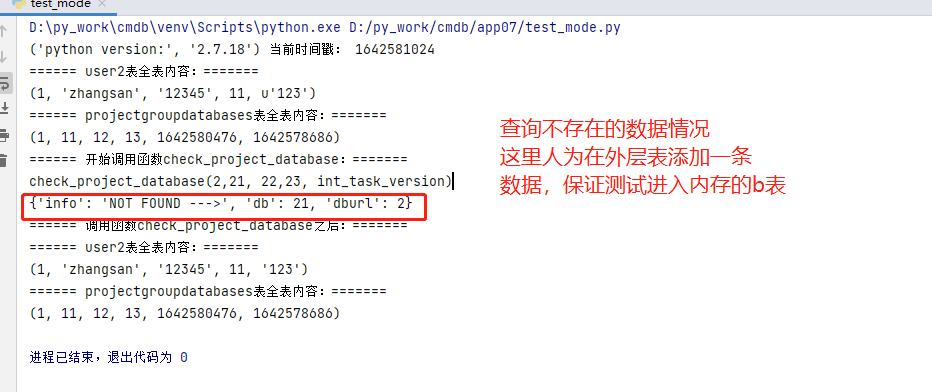 test_mode
D:\py_work\cmdb\venv\Scripts\python.exe D:/py_work/cmdb/app07/test_mode.py
('python version:', '2.7.18') 当前时间戳： 1642581024
====== user2表全表内容：=======
(1, 'zhangsan', '12345', 11, u'123')
====== projectgroupdatabases表全表内容：=======
(1, 11, 12, 13, 1642580476, 1642578686)
====== 开始调用函数check_project_database：=======
check_project_database(2,21, 22,23, int_task_version)
{'info': 'NOT FOUND --->', 'db': 21, 'dburl': 2}
====== 调用函数check_project_database之后：=======
====== user2表全表内容：=======
(1, 'zhangsan', '12345', 11, '123')
====== projectgroupdatabases表全表内容：=======
(1, 11, 12, 13, 1642580476, 1642578686)
进程已结束，退出代码为 0
查询不存在的数据情况
这里人为在外层表添加一条
数据，保证测试进入内存的b表